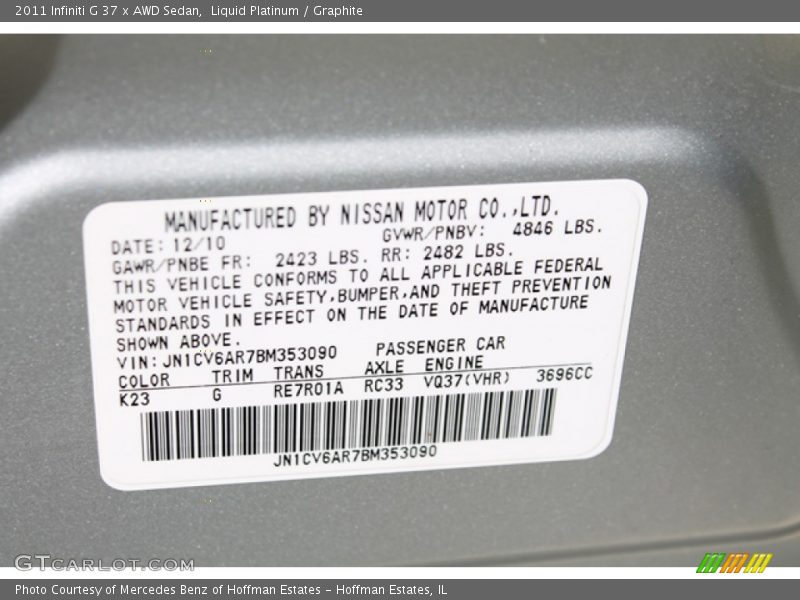 2011 Infiniti G 37 x AWD Sedan,  Liquid Platinum / Graphite
MANUFACTURED BY NISSAN MOTOR CO.,LTD.
DATE: 12/10 GVWR/PNBV: 4846 LBS.
GAWR/PNBE FR: 2423 LBS. RR: 2482 LBS.
THIS VEHICLE CONFORMS TO ALL APPLICABLE FEDERAL
MOTOR VEHICLE SAFETY,BUMPER,AND THEFT PREVENTION
STANDARDS IN EFFECT ON THE DATE OF MANUFACTURE
SHOWN ABOVE.
VIN: JN1CV6AR7BM353090 PASSENGER CAR
COLOR TRIM TRANS AXLE ENGINE
K23 G RE7R01A RC33 VQ37(VHR) 3696CC
JN1CV6AR7BM353090
GTCARLOT.COM
Photo Courtesy of Mercedes Benz of Hoffman Estates - Hoffman Estates, IL